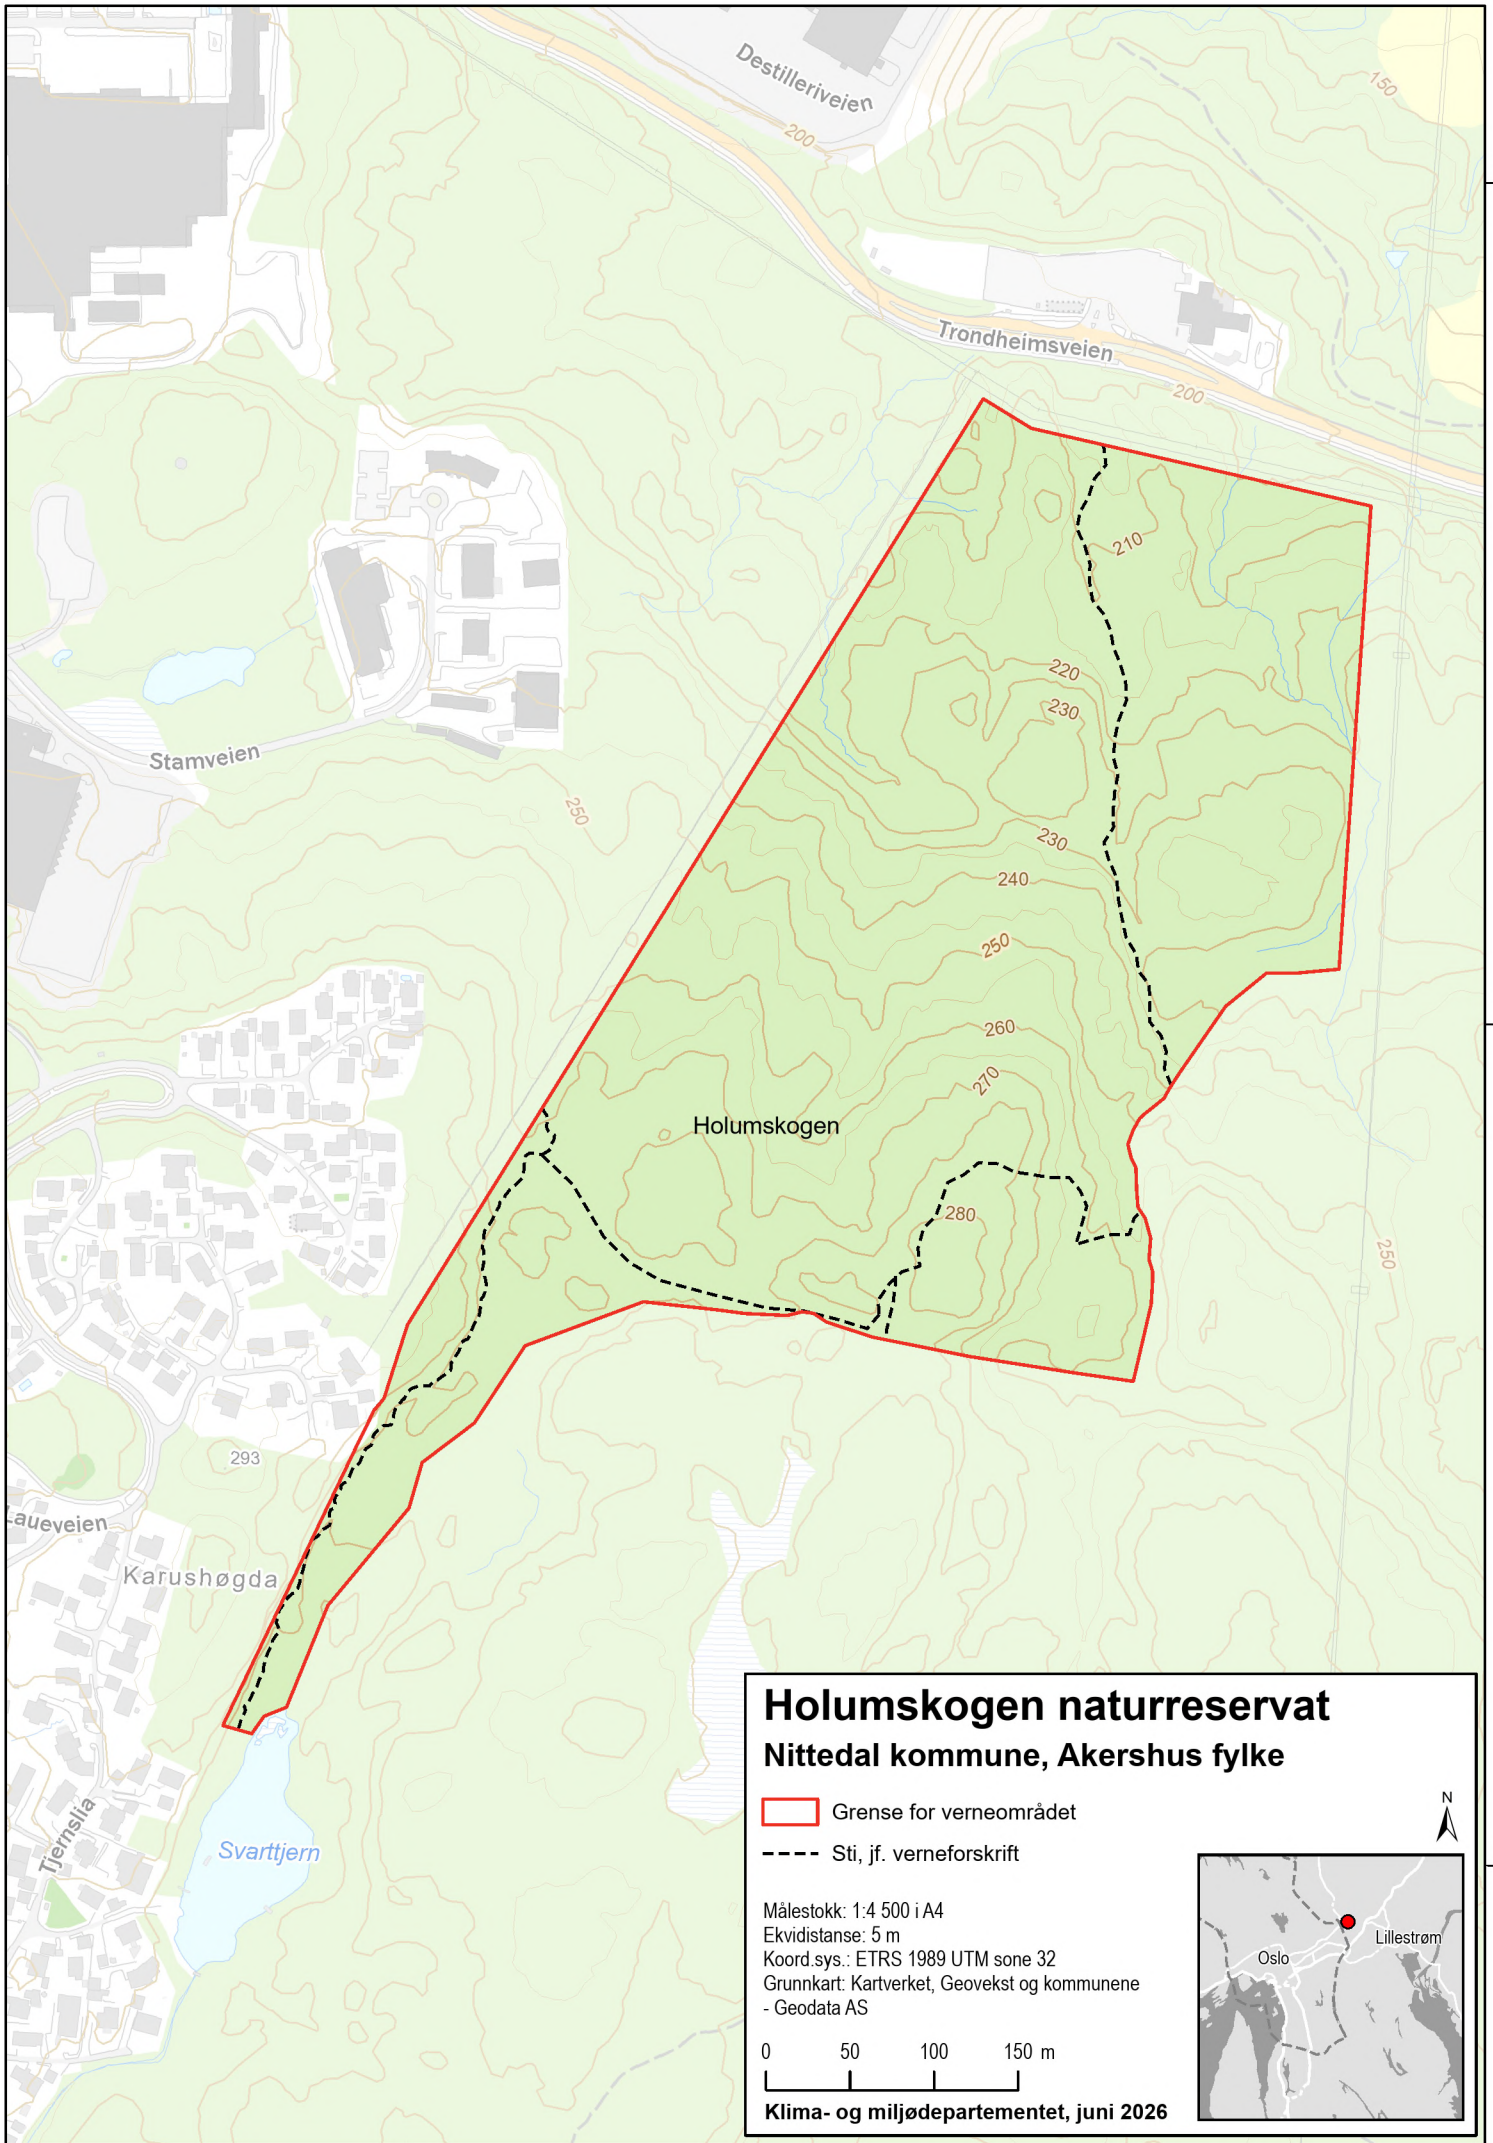 Destilleriveien
150
200
Trondheimsveien
200
210
220
230
Stamveien
250
230
240
250
260
270
Holumskogen
280
250
293
Laueveien
Karushøgda
Tjernslia
Svarttjern
Holumskogen naturreservat
Nittedal kommune, Akershus fylke
Grense for verneområdet
Sti, jf. verneforskrift
N
Målestokk: 1:4 500 i A4
Ekvidistanse: 5 m
Koord.sys.: ETRS 1989 UTM sone 32
Grunnkart: Kartverket, Geovekst og kommunene
- Geodata AS
Oslo
Lillestrøm
0 50 100 150 m
Klima- og miljødepartementet, juni 2026